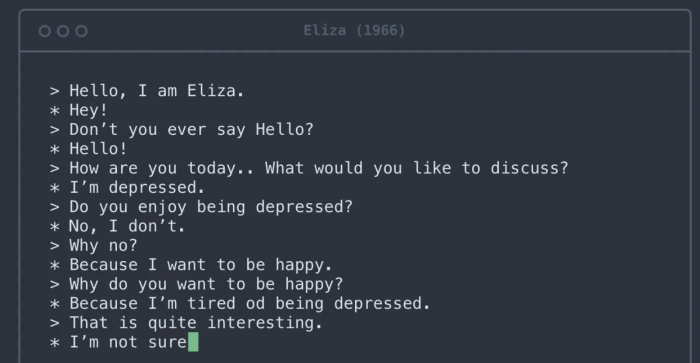 Eliza (1966)
> Hello, I am Eliza.
* Hey!
> Don’t you ever say Hello?
* Hello!
> How are you today.. What would you like to discuss?
* I’m depressed.
> Do you enjoy being depressed?
* No, I don’t.
> Why no?
* Because I want to be happy.
> Why do you want to be happy?
* Because I’m tired od being depressed.
> That is quite interesting.
* I’m not sure